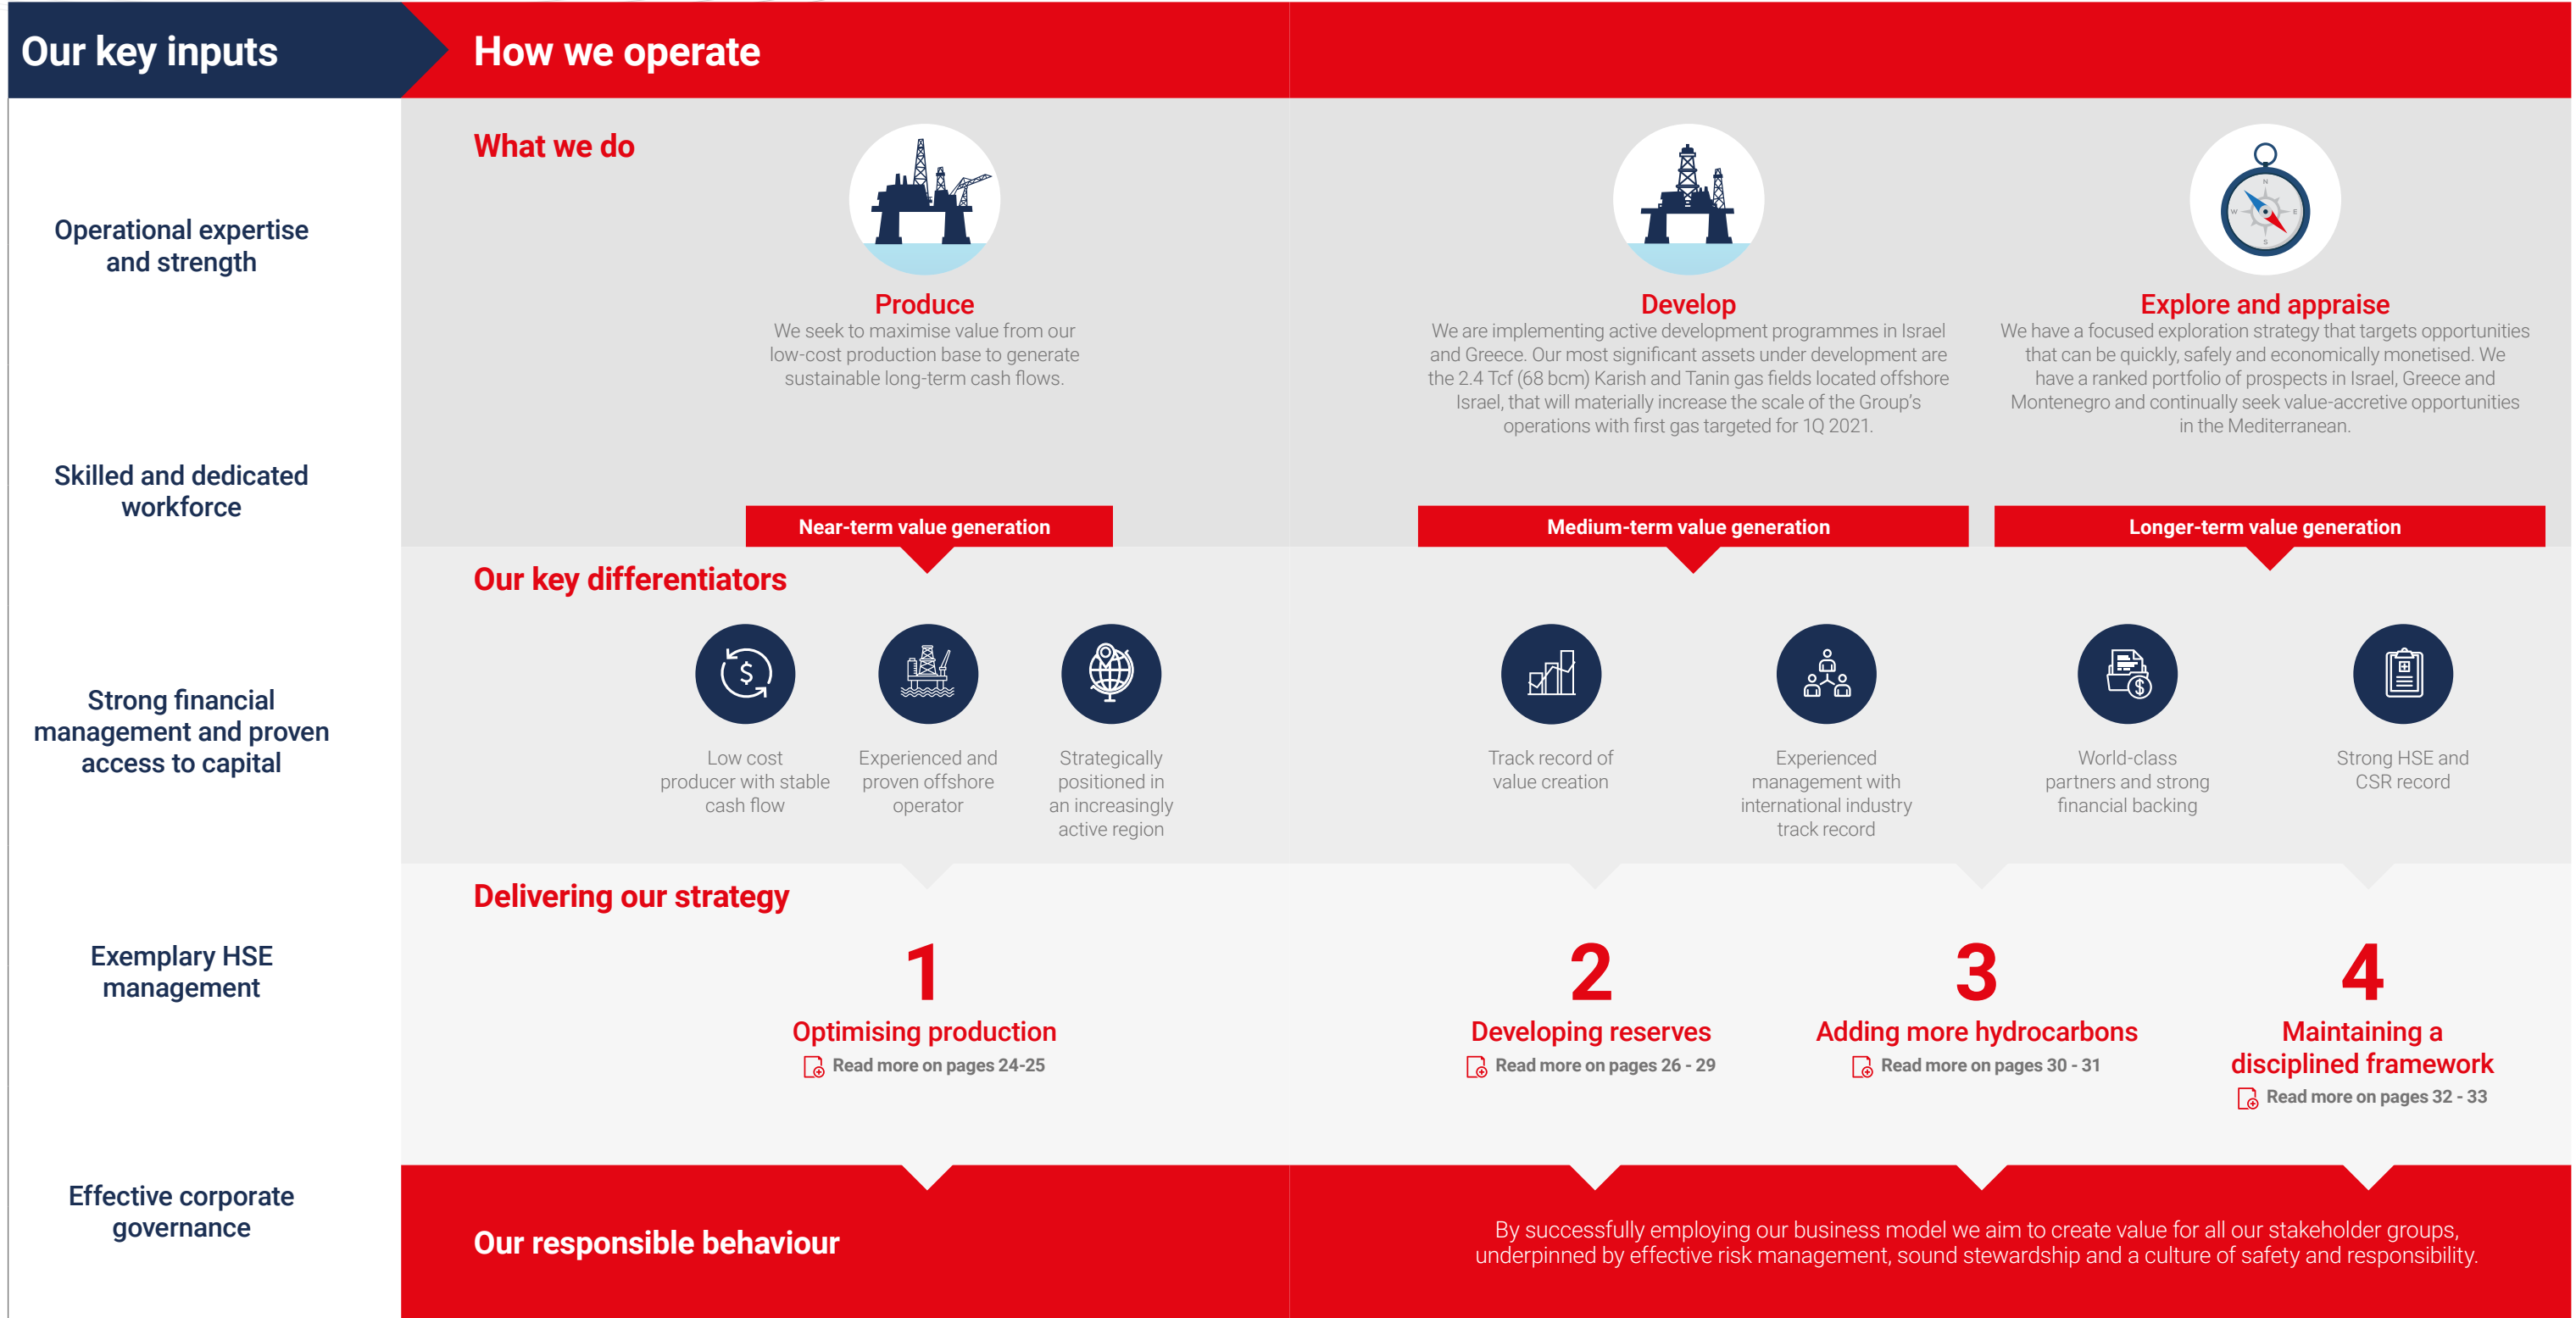 Our key inputs
Operational expertise
and strength
Skilled and dedicated
workforce
Strong financial
management and proven
access to capital
Exemplary HSE
management
Effective corporate
governance
How we operate
What we do
Produce
We seek to maximise value from our
low-cost production base to generate
sustainable long-term cash flows.
Near-term value generation
N
W
E
S
Develop
We are implementing active development programmes in Israel
and Greece. Our most significant assets under development are
the 2.4 Tcf (68 bcm) Karish and Tanin gas fields located offshore
Israel, that will materially increase the scale of the Group's
operations with first gas targeted for 1Q 2021.
Medium-term value generation
Explore and appraise
We have a focused exploration strategy that targets opportunities
that can be quickly, safely and economically monetised. We
have a ranked portfolio of prospects in Israel, Greece and
Montenegro and continually seek value-accretive opportunities
in the Mediterranean.
Longer-term value generation
Our key differentiators
$
$
Low cost
producer with stable
cash flow
Experienced and
proven offshore
operator
Strategically
positioned in
an increasingly
active region
Track record of
value creation
Experienced
management with
international industry
track record
World-class
partners and strong
financial backing
Strong HSE and
CSR record
Delivering our strategy
1
Optimising production
Read more on pages 24-25
2
Developing reserves
Read more on pages 26 - 29
3
Adding more hydrocarbons
Read more on pages 30 - 31
4
Maintaining a
disciplined framework
Read more on pages 32 - 33
Our responsible behaviour
By successfully employing our business model we aim to create value for all our stakeholder groups,
underpinned by effective risk management, sound stewardship and a culture of safety and responsibility.